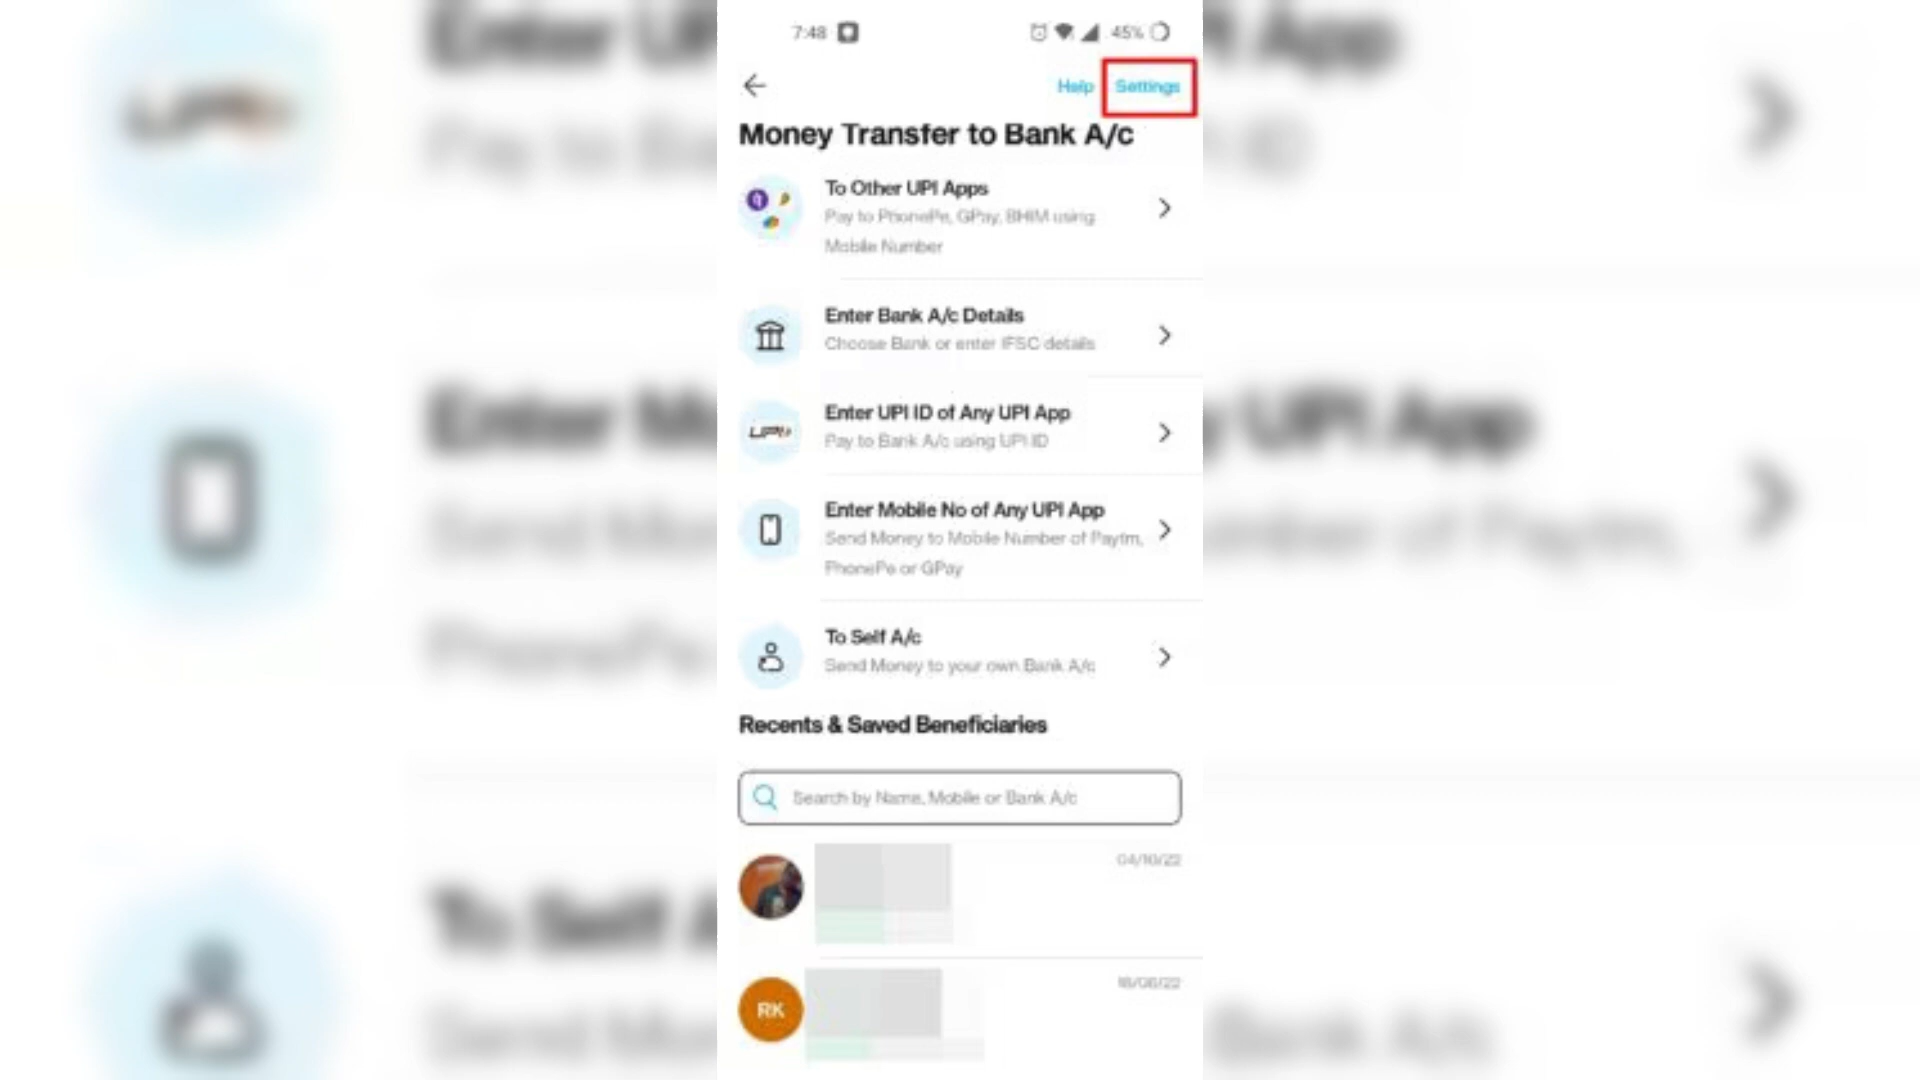 7:48
45%
Help Settings
Money Transfer to Bank A/c
To Other UPI Apps
Pay to PhonePe, GPay, BHIM using
Mobile Number
Enter Bank A/c Details
Choose Bank or enter IFSC details
Enter UPI ID of Any UPI App
UPI
Pay to Bank A/c using UPI ID
Enter Mobile No of Any UPI App
Send Money to Mobile Number of Paytm,
PhonePe or GPay
To Self A/c
Send Money to your own Bank A/c
Recents & Saved Beneficiaries
Search by Name, Mobile or Bank A/c
04/10/22
RK